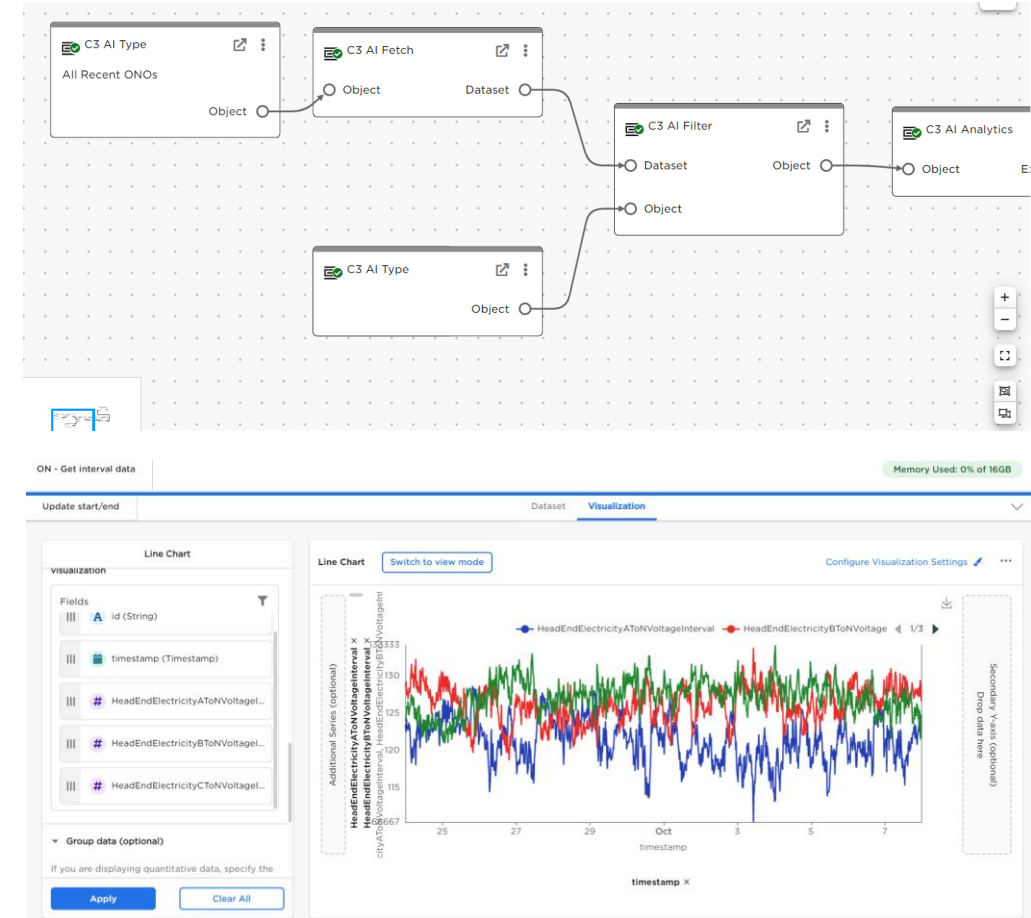 C3 AI Type
All Recent ONOs
Object
C3 AI Fetch
Object Dataset
C3 AI Filter
Dataset Object
Object
C3 AI Analytics
Object E:
C3 AI Type
Object
+
−
ON - Get interval data
Memory Used: 0% of 16GB
Update start/end
Dataset Visualization
Line Chart
visualization
Fields
A id (String)
timestamp (Timestamp)
# HeadEndElectricityAToNVoltageI...
# HeadEndElectricityBToNVoltageI...
# HeadEndElectricityCToNVoltageI...
Group data (optional)
If you are displaying quantitative data, specify the
Apply Clear All
Line Chart Switch to view mode Configure Visualization Settings
Additional Series (optional)
HeadEndElectricityAToNVoltageInterval ×
HeadEndElectricityBToNVoltageInterval ×
HeadEndElectricityAToNVoltageInterval HeadEndElectricityBToNVoltage 1/3
130
125
120
115
25 27 29 Oct 3 5 7
timestamp
timestamp ×
Secondary Y-axis (optional)
Drop data here